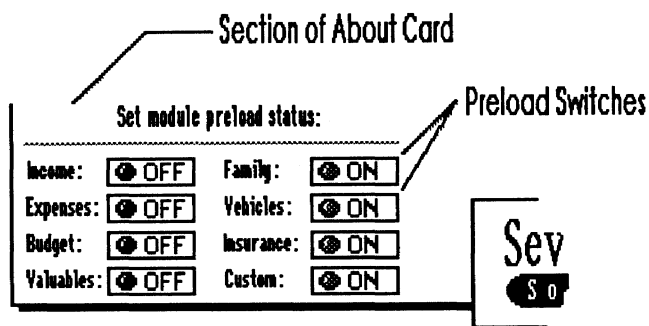 Section of About Card
Set module preload status:
Preload Switches
Income: OFF Family: ON
Expenses: OFF Vehicles: ON
Budget: OFF Insurance: ON
Valuables: OFF Custom: ON
Sev
So